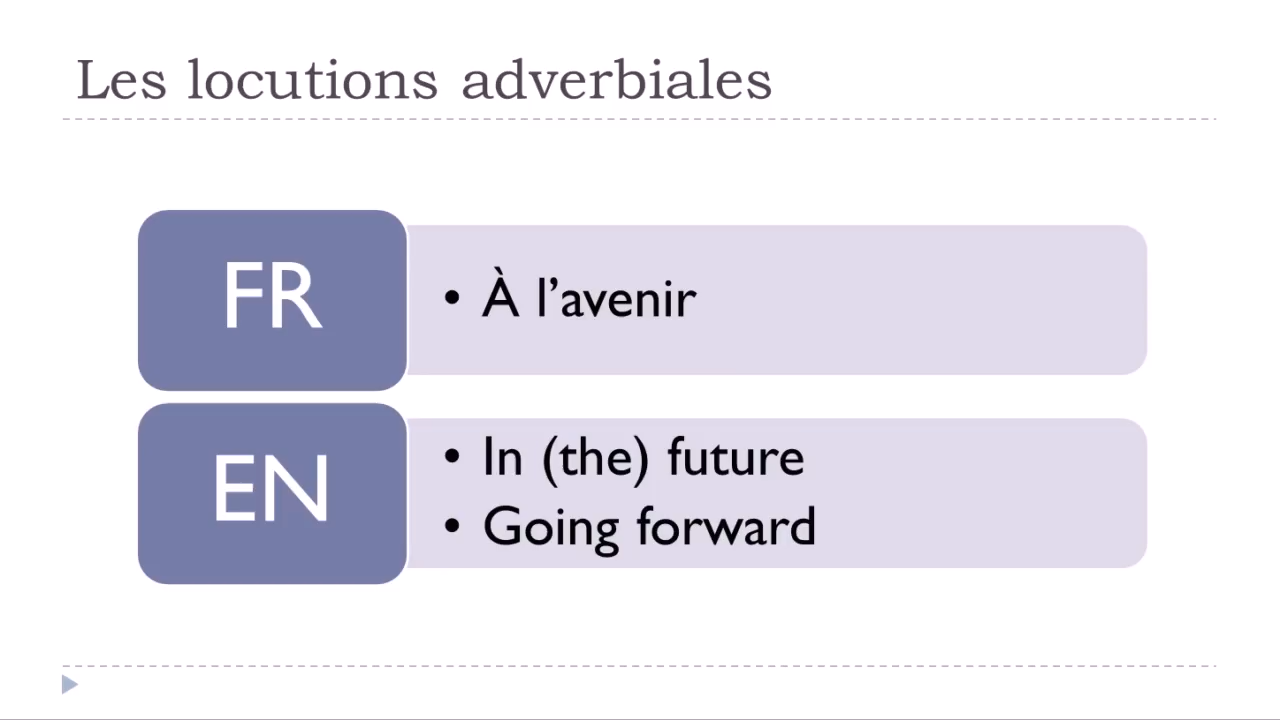 Les locutions adverbiales
FR
• À l’avenir
EN
• In (the) future
• Going forward